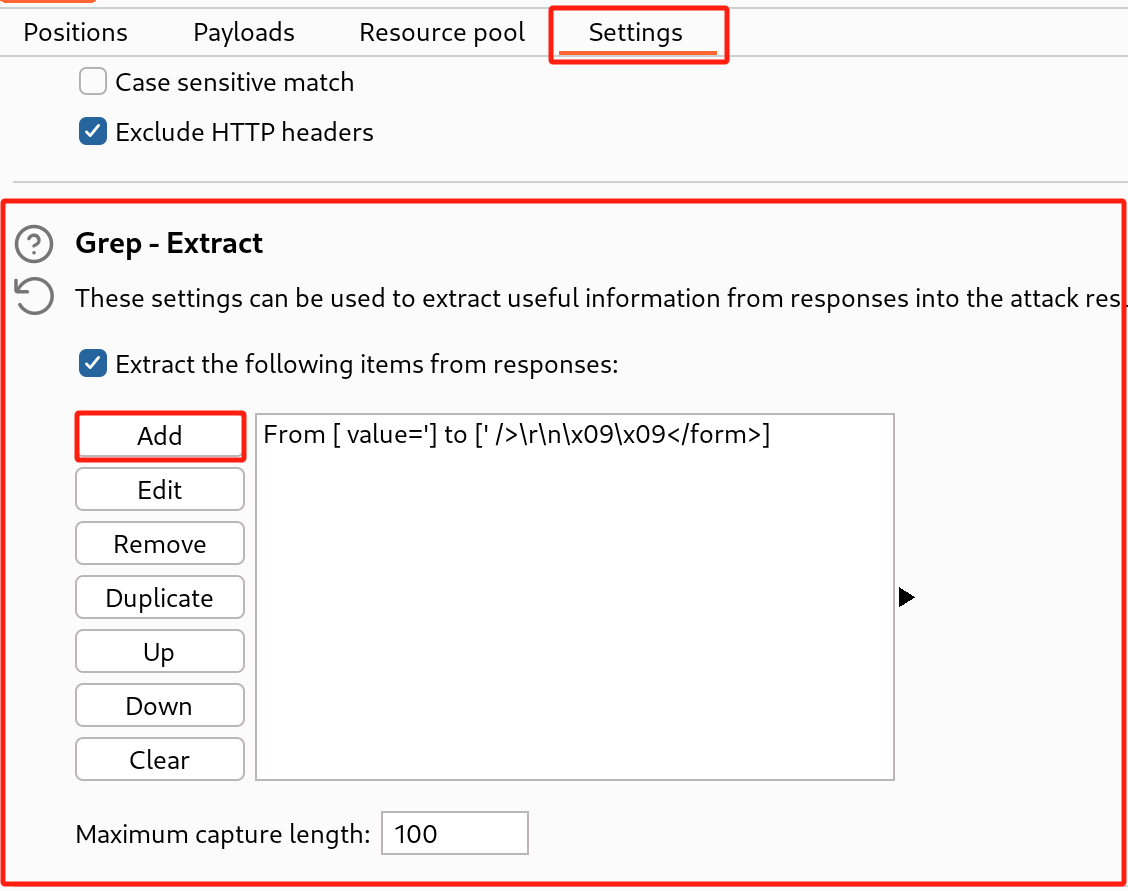 Positions Payloads Resource pool Settings
Case sensitive match
Exclude HTTP headers
Grep - Extract
These settings can be used to extract useful information from responses into the attack res
Extract the following items from responses:
Add
From [ value='] to [' />\r\n\x09\x09</form>]
Edit
Remove
Duplicate
Up
Down
Clear
Maximum capture length: 100